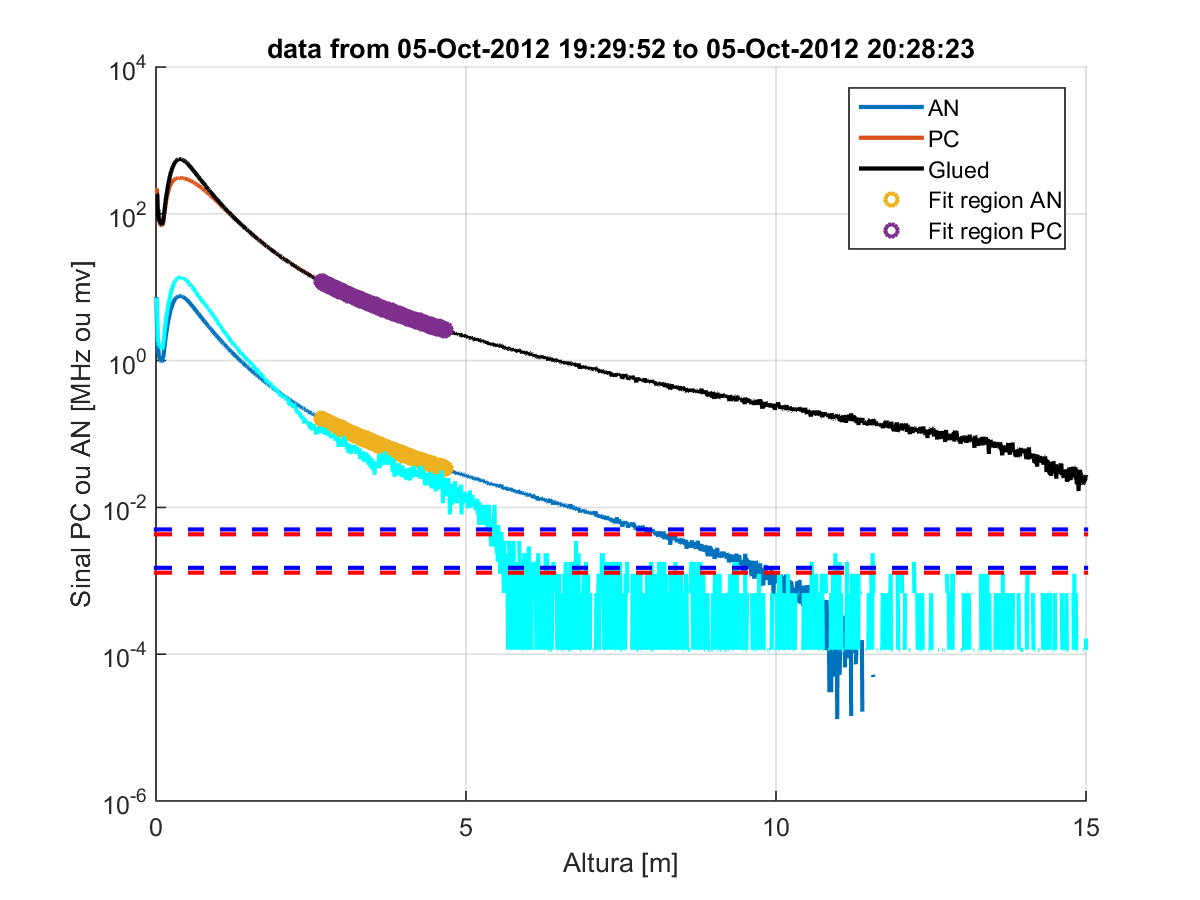 data from 05-Oct-2012 19:29:52 to 05-Oct-2012 20:28:23
AN
PC
Glued
Fit region AN
Fit region PC
Sinal PC ou AN [MHz ou mv]
10^4
10^2
10^0
10^-2
10^-4
10^-6
0 5 10 15
Altura [m]